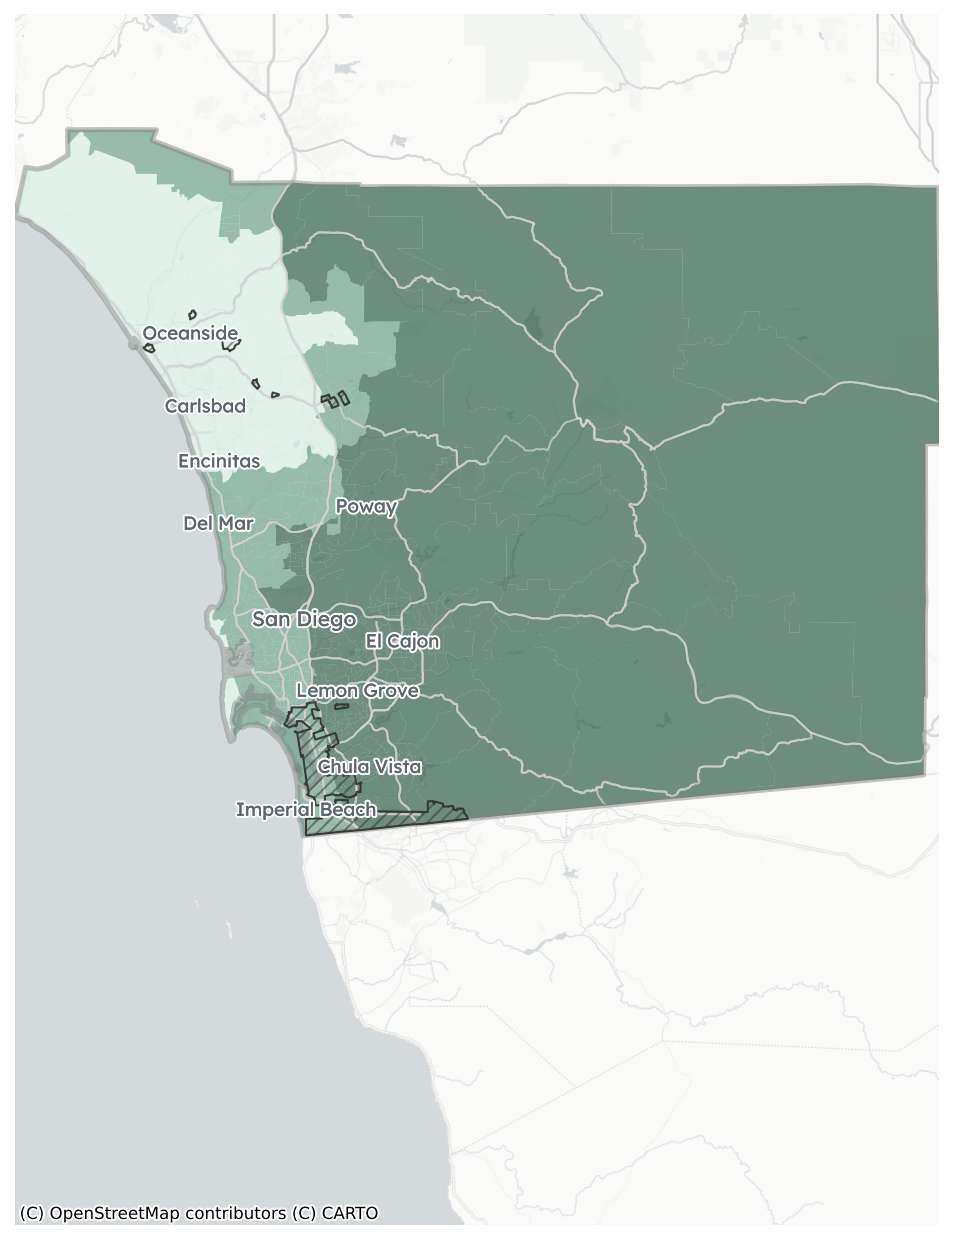 Oceanside
Carlsbad
Encinitas
Poway
Del Mar
San Diego
El Cajon
Lemon Grove
Chula Vista
Imperial Beach
(C) OpenStreetMap contributors (C) CARTO